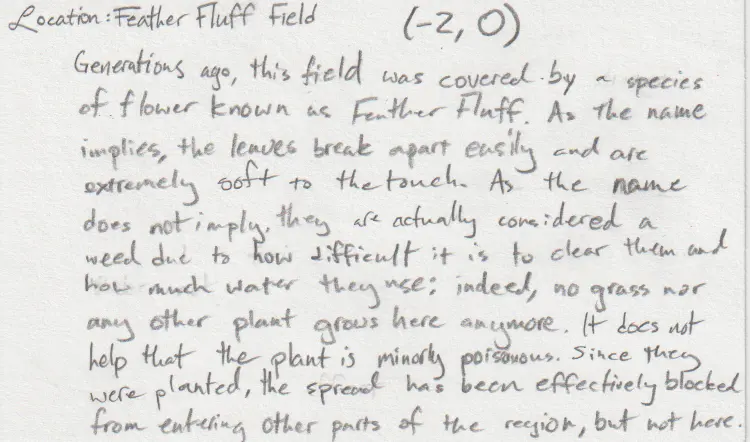 Location: Feather Fluff Field (-2, 0)
Generations ago, this field was covered by a species
of flower known as Feather Fluff. As the name
implies, the leaves break apart easily and are
extremely soft to the touch. As the name
does not imply, they are actually considered a
weed due to how difficult it is to clear them and
how much water they use; indeed, no grass nor
any other plant grows here anymore. It does not
help that the plant is minorly poisonous. Since they
were planted, the spread has been effectively blocked
from entering other parts of the region, but not here.